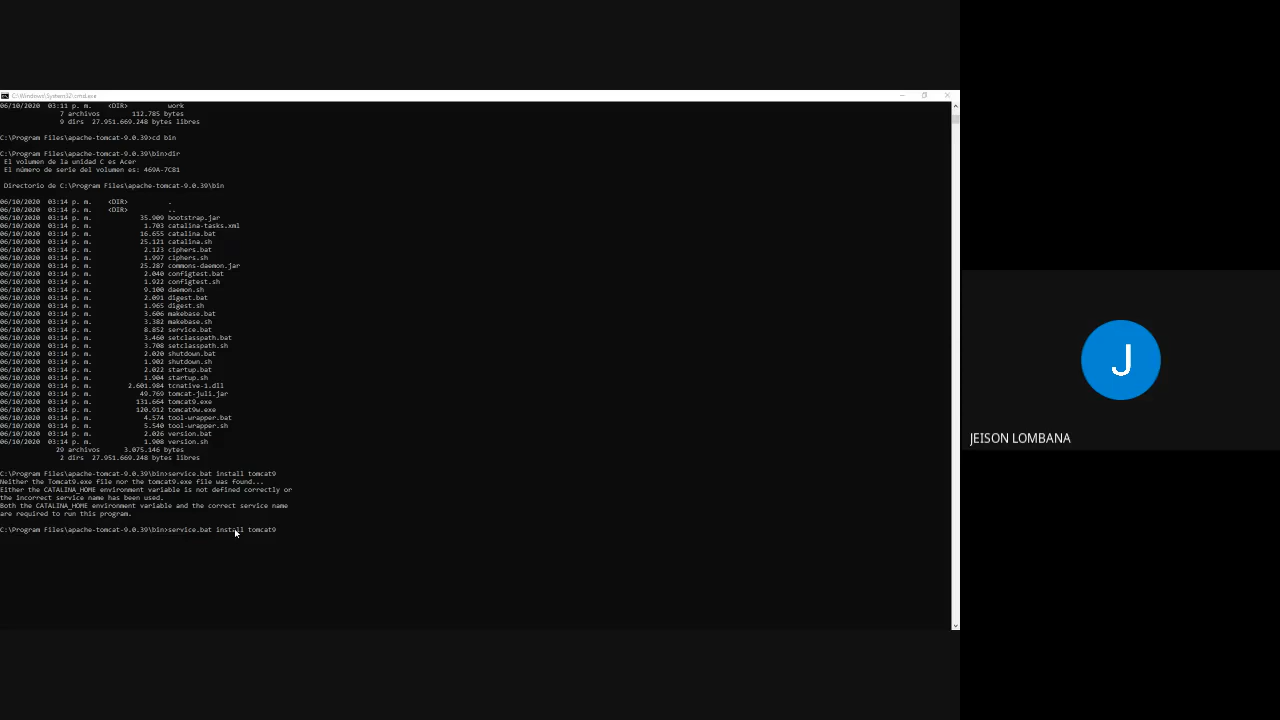 C:\Windows\System32\cmd.exe
06/10/2020 03:11 p. m. <DIR> work
7 archivos 112.785 bytes
9 dirs 27.951.669.248 bytes libres
C:\Program Files\apache-tomcat-9.0.39>cd bin
C:\Program Files\apache-tomcat-9.0.39\bin>dir
El volumen de la unidad C es Acer
El número de serie del volumen es: 469A-7C81
Directorio de C:\Program Files\apache-tomcat-9.0.39\bin
06/10/2020 03:14 p. m. <DIR> .
06/10/2020 03:14 p. m. <DIR> ..
06/10/2020 03:14 p. m. 35.909 bootstrap.jar
06/10/2020 03:14 p. m. 1.703 catalina-tasks.xml
06/10/2020 03:14 p. m. 16.655 catalina.bat
06/10/2020 03:14 p. m. 25.121 catalina.sh
06/10/2020 03:14 p. m. 2.123 ciphers.bat
06/10/2020 03:14 p. m. 1.997 ciphers.sh
06/10/2020 03:14 p. m. 25.287 commons-daemon.jar
06/10/2020 03:14 p. m. 2.040 configtest.bat
06/10/2020 03:14 p. m. 1.922 configtest.sh
06/10/2020 03:14 p. m. 9.100 daemon.sh
06/10/2020 03:14 p. m. 2.091 digest.bat
06/10/2020 03:14 p. m. 1.965 digest.sh
06/10/2020 03:14 p. m. 3.606 makebase.bat
06/10/2020 03:14 p. m. 3.382 makebase.sh
06/10/2020 03:14 p. m. 8.852 service.bat
06/10/2020 03:14 p. m. 3.460 setclasspath.bat
06/10/2020 03:14 p. m. 3.708 setclasspath.sh
06/10/2020 03:14 p. m. 2.020 shutdown.bat
06/10/2020 03:14 p. m. 1.902 shutdown.sh
06/10/2020 03:14 p. m. 2.022 startup.bat
06/10/2020 03:14 p. m. 1.904 startup.sh
06/10/2020 03:14 p. m. 2.601.984 tcnative-1.dll
06/10/2020 03:14 p. m. 49.769 tomcat-juli.jar
06/10/2020 03:14 p. m. 131.664 tomcat9.exe
06/10/2020 03:14 p. m. 120.912 tomcat9w.exe
06/10/2020 03:14 p. m. 4.574 tool-wrapper.bat
06/10/2020 03:14 p. m. 5.540 tool-wrapper.sh
06/10/2020 03:14 p. m. 2.026 version.bat
06/10/2020 03:14 p. m. 1.908 version.sh
29 archivos 3.075.146 bytes
2 dirs 27.951.669.248 bytes libres
C:\Program Files\apache-tomcat-9.0.39\bin>service.bat install tomcat9
Neither the Tomcat9.exe file nor the tomcat9.exe file was found...
Either the CATALINA_HOME environment variable is not defined correctly or
the incorrect service name has been used.
Both the CATALINA_HOME environment variable and the correct service name
are required to run this program.
C:\Program Files\apache-tomcat-9.0.39\bin>service.bat install tomcat9
J
JEISON LOMBANA